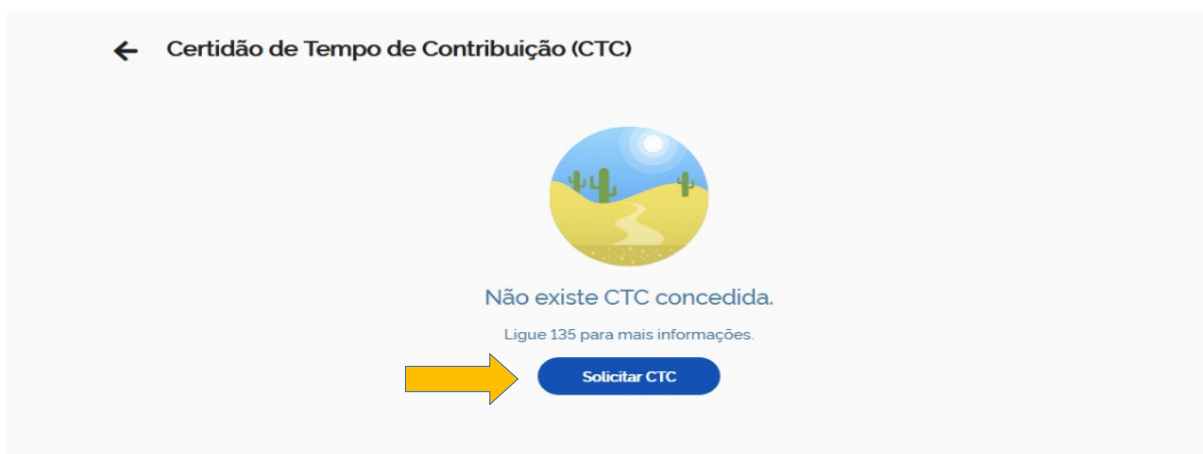 Certidão de Tempo de Contribuição (CTC)
Não existe CTC concedida.
Ligue 135 para mais informações.
Solicitar CTC